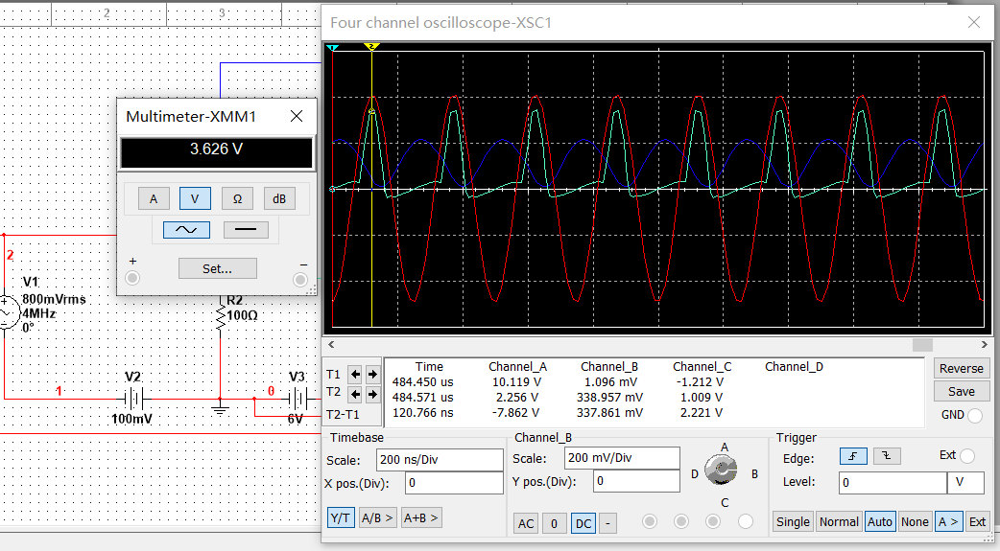 2
3
Four channel oscilloscope-XSC1
1
2
Multimeter-XMM1
3.626 V
A
V
Ω
dB
Set...
+
−
2
V1
800mVrms
4MHz
0°
R2
100Ω
V2
100mV
1
0
V3
6V
Time Channel_A Channel_B Channel_C Channel_D
T1 484.450 us 10.119 V 1.096 mV -1.212 V
T2 484.571 us 2.256 V 338.957 mV 1.009 V
T2-T1 120.766 ns -7.862 V 337.861 mV 2.221 V
Reverse
Save
GND
Timebase
Scale: 200 ns/Div
X pos.(Div): 0
Y/T A/B > A+B >
Channel_B
Scale: 200 mV/Div
Y pos.(Div): 0
AC 0 DC -
A
D B
C
Trigger
Edge: Ext
Level: 0 V
Single Normal Auto None A > Ext